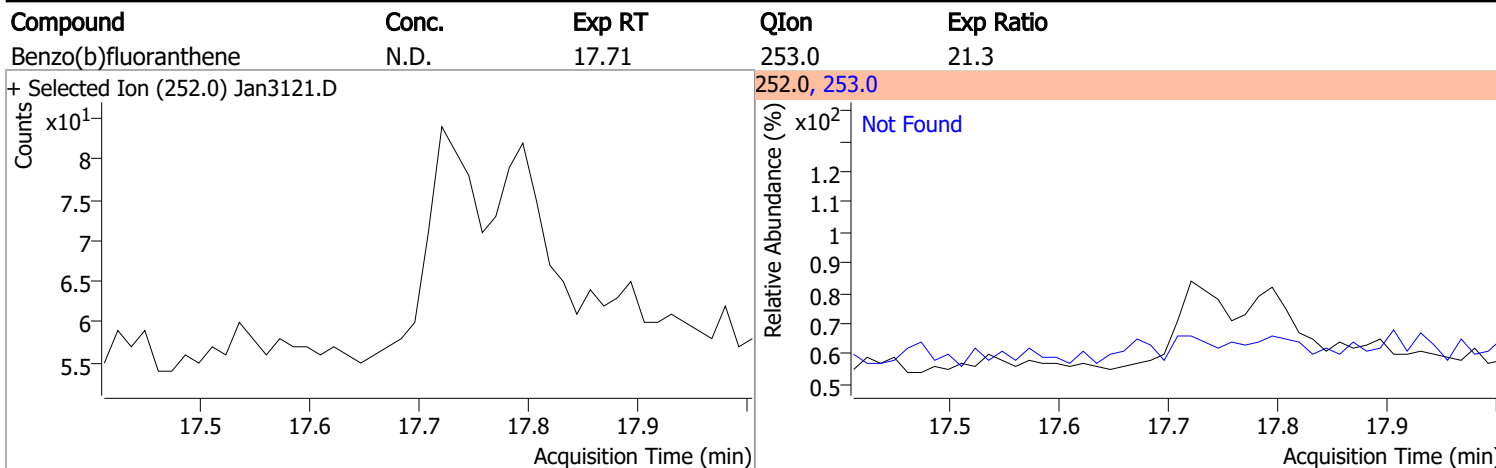 Compound Conc. Exp RT QIon Exp Ratio
Benzo(b)fluoranthene N.D. 17.71 253.0 21.3
+ Selected Ion (252.0) Jan3121.D
Counts
x10¹
8
7.5
7
6.5
6
5.5
17.5 17.6 17.7 17.8 17.9
Acquisition Time (min)
252.0, 253.0
Relative Abundance (%)
x10²
Not Found
1.2
1.1
1
0.9
0.8
0.7
0.6
0.5
17.5 17.6 17.7 17.8 17.9
Acquisition Time (min)